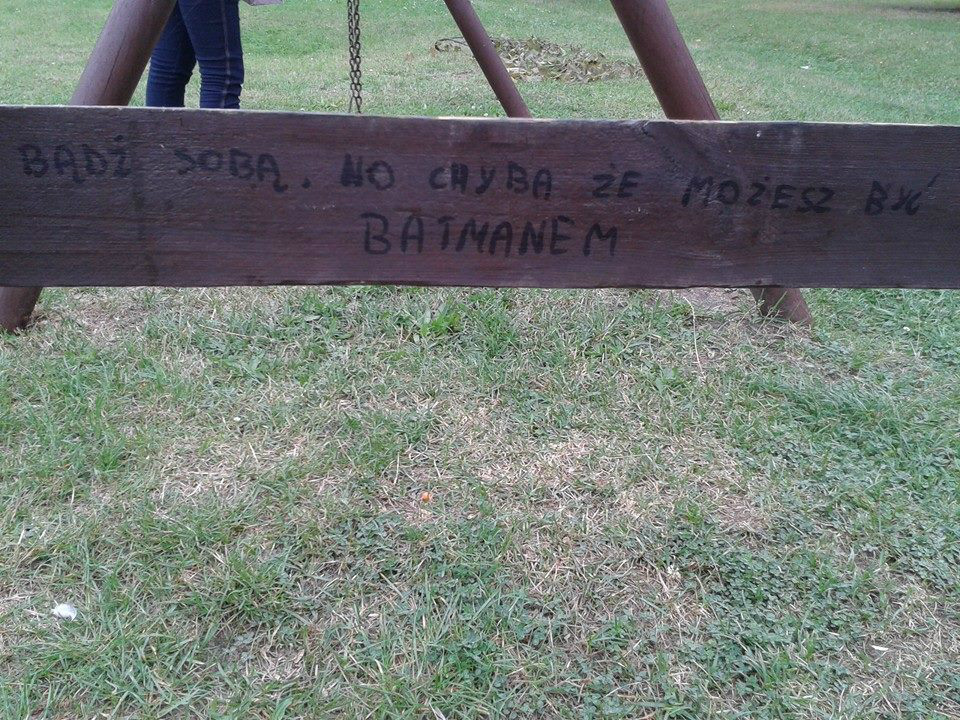 BĄDŹ SOBĄ. NO CHYBA ŻE MOŻESZ BYĆ
BATMANEM